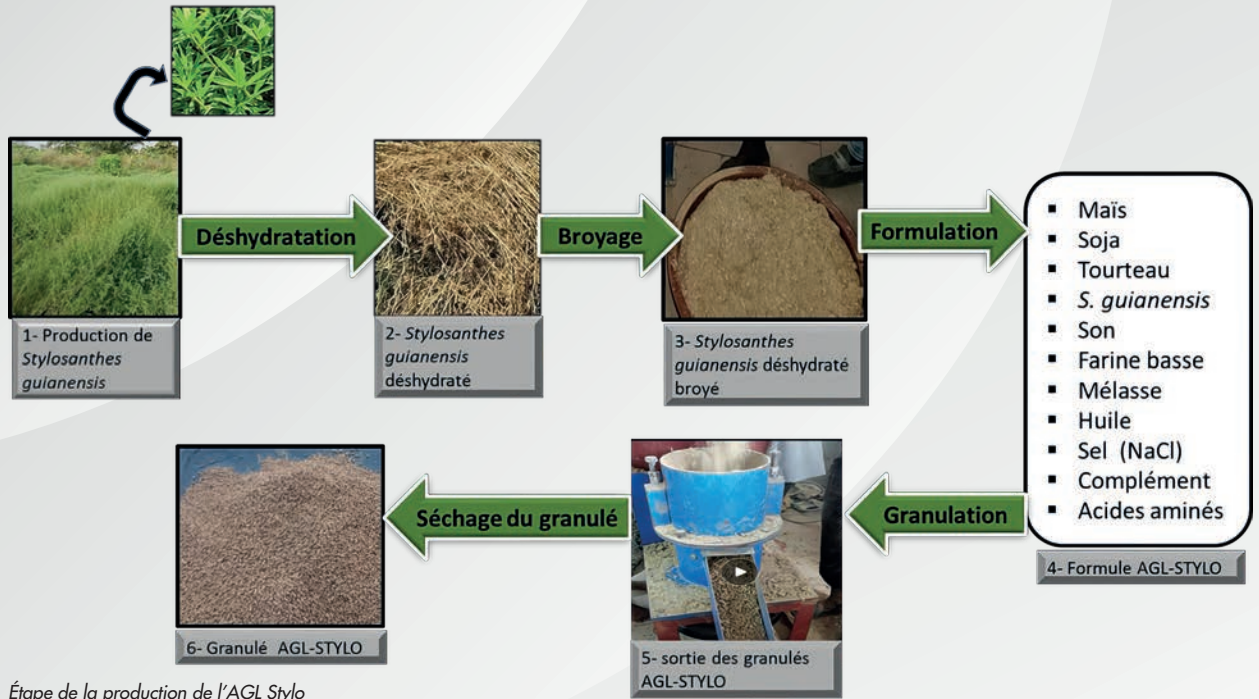 Déshydratation
Broyage
Formulation
1- Production de
Stylosanthes
guianensis
2- Stylosanthes
guianensis
déshydraté
3- Stylosanthes
guianensis déshydraté
broyé
▪ Maïs
▪ Soja
▪ Tourteau
▪ S. guianensis
▪ Son
▪ Farine basse
▪ Mélasse
▪ Huile
▪ Sel (NaCl)
▪ Complément
▪ Acides aminés
4- Formule AGL-STYLO
Granulation
Séchage du granulé
5- sortie des granulés
AGL-STYLO
6- Granulé AGL-STYLO
Étape de la production de l'AGL Stylo